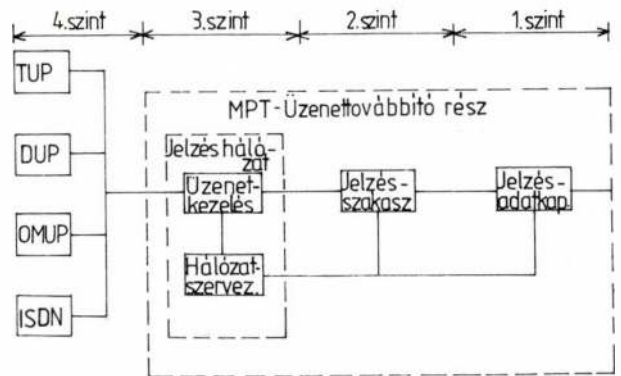 4.szint 3.szint 2.szint 1.szint
TUP
DUP
OMUP
ISDN
MPT-Üzenettovábbító rész
Jelzés háló-
zat
Üzenet-
kezelés
Hálózat-
szervez.
Jelzés-
szakasz
Jelzés-
adatkap.